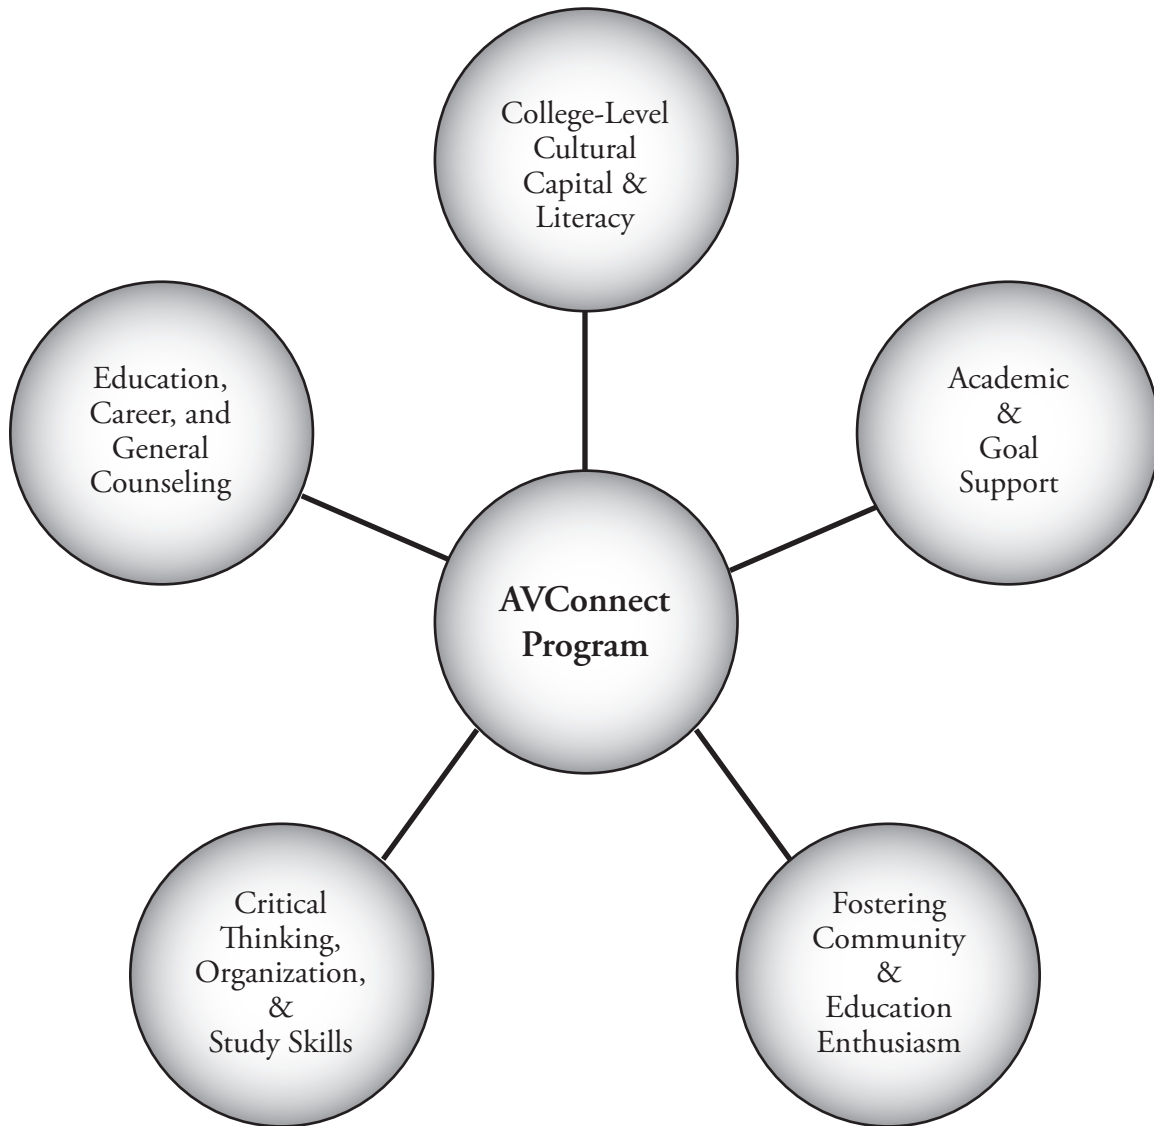 College-Level
Cultural
Capital &
Literacy
Education,
Career, and
General
Counseling
Academic
&
Goal
Support
AVConnect
Program
Critical
Thinking,
Organization,
&
Study Skills
Fostering
Community
&
Education
Enthusiasm